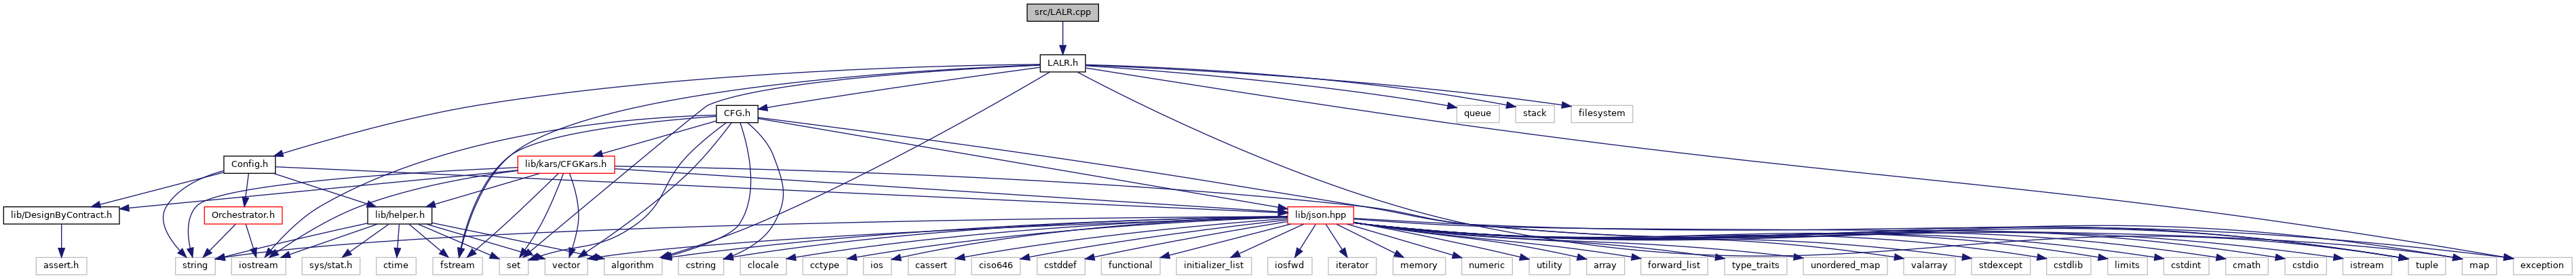 src/LALR.cpp
LALR.h
CFG.h
queue
stack
filesystem
Config.h
lib/kars/CFGKars.h
lib/DesignByContract.h
Orchestrator.h
lib/helper.h
lib/json.hpp
assert.h
string
iostream
sys/stat.h
ctime
fstream
set
vector
algorithm
cstring
clocale
cctype
ios
cassert
ciso646
cstddef
functional
initializer_list
iosfwd
iterator
memory
numeric
utility
array
forward_list
type_traits
unordered_map
valarray
stdexcept
cstdlib
limits
cstdint
cmath
cstdio
istream
tuple
map
exception